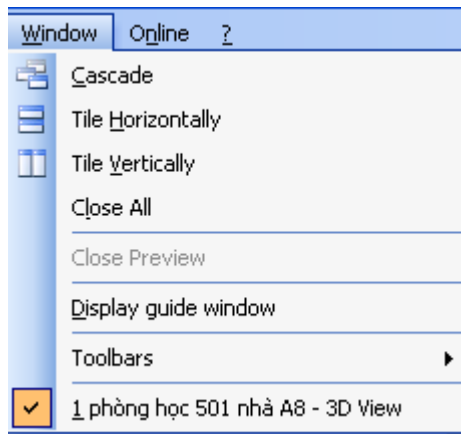 Window Online ?
Cascade
Tile Horizontally
Tile Vertically
Close All
Close Preview
Display guide window
Toolbars
1 phòng học 501 nhà A8 - 3D View